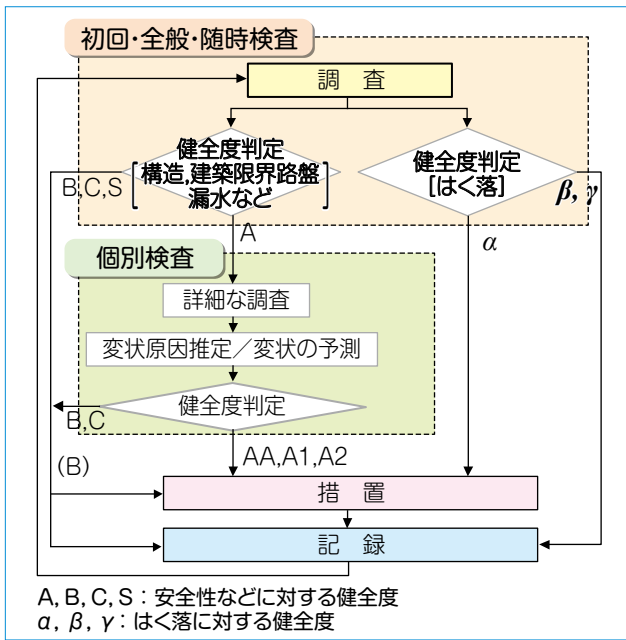 初回・全般・随時検査
調 査
健全度判定
構造,建築限界路盤
漏水など
健全度判定
[はく落]
B,C,S
β, γ
A
α
個別検査
詳細な調査
変状原因推定/変状の予測
健全度判定
B,C
AA,A1,A2
(B)
措 置
記 録
A, B, C, S:安全性などに対する健全度
α, β, γ:はく落に対する健全度